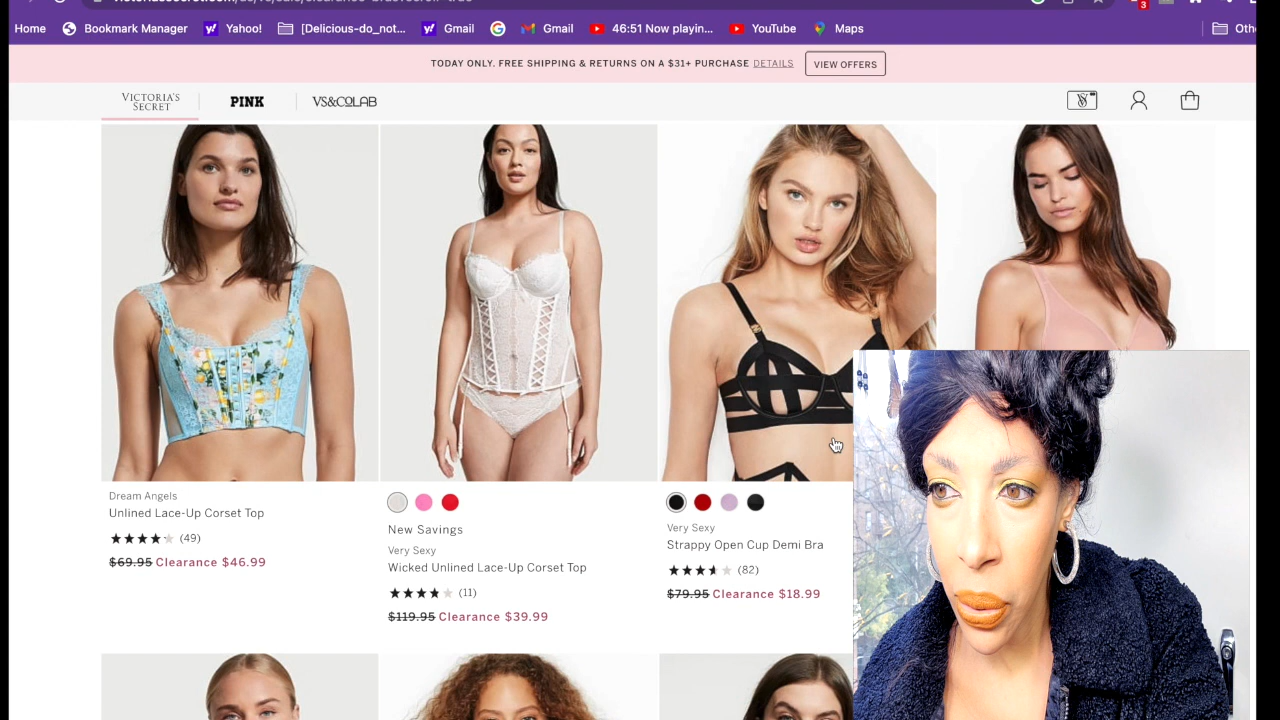 Home
Bookmark Manager
Yahoo!
[Delicious-do_not...
Gmail
Gmail
46:51 Now playin...
YouTube
Maps
3
TODAY ONLY. FREE SHIPPING & RETURNS ON A $31+ PURCHASE DETAILS
VIEW OFFERS
VICTORIA'S
SECRET
PINK
VS&COLAB
Dream Angels
Unlined Lace-Up Corset Top
(49)
$69.95 Clearance $46.99
New Savings
Very Sexy
Wicked Unlined Lace-Up Corset Top
(11)
$119.95 Clearance $39.99
Very Sexy
Strappy Open Cup Demi Bra
(82)
$79.95 Clearance $18.99